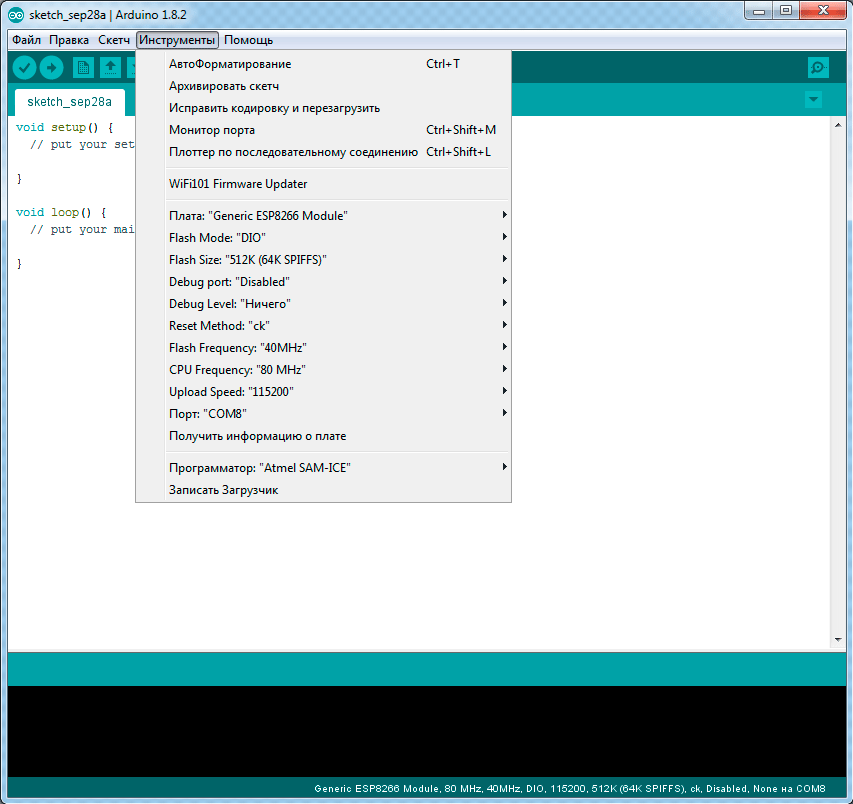 sketch_sep28a | Arduino 1.8.2
Файл Правка Скетч Инструменты Помощь
АвтоФорматирование Ctrl+T
Архивировать скетч
Исправить кодировку и перезагрузить
Монитор порта Ctrl+Shift+M
Плоттер по последовательному соединению Ctrl+Shift+L
WiFi101 Firmware Updater
Плата: "Generic ESP8266 Module"
Flash Mode: "DIO"
Flash Size: "512K (64K SPIFFS)"
Debug port: "Disabled"
Debug Level: "Ничего"
Reset Method: "ck"
Flash Frequency: "40MHz"
CPU Frequency: "80 MHz"
Upload Speed: "115200"
Порт: "COM8"
Получить информацию о плате
Программатор: "Atmel SAM-ICE"
Записать Загрузчик
sketch_sep28a
void setup() {
// put your set
}
void loop() {
// put your mai
}
Generic ESP8266 Module, 80 MHz, 40MHz, DIO, 115200, 512K (64K SPIFFS), ck, Disabled, None на COM8